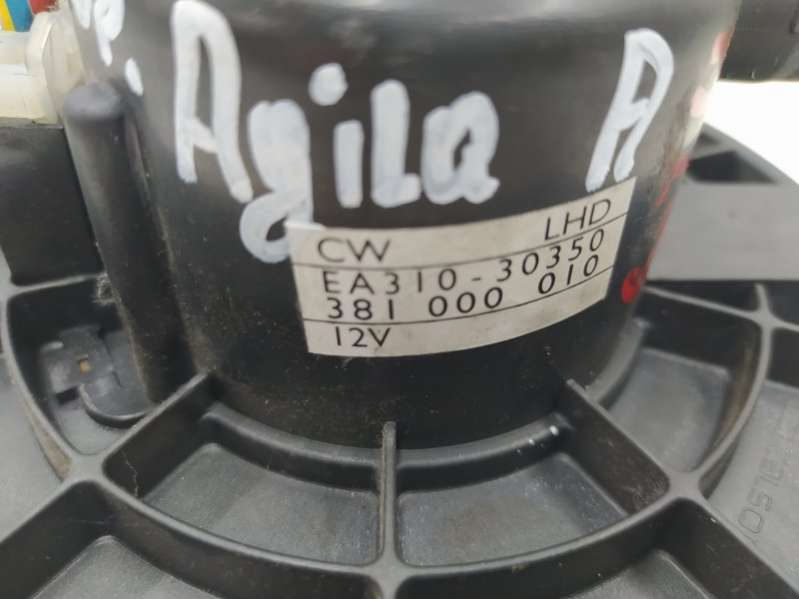 Agila A
CW LHD
EA310-30350
381 000 010
12V